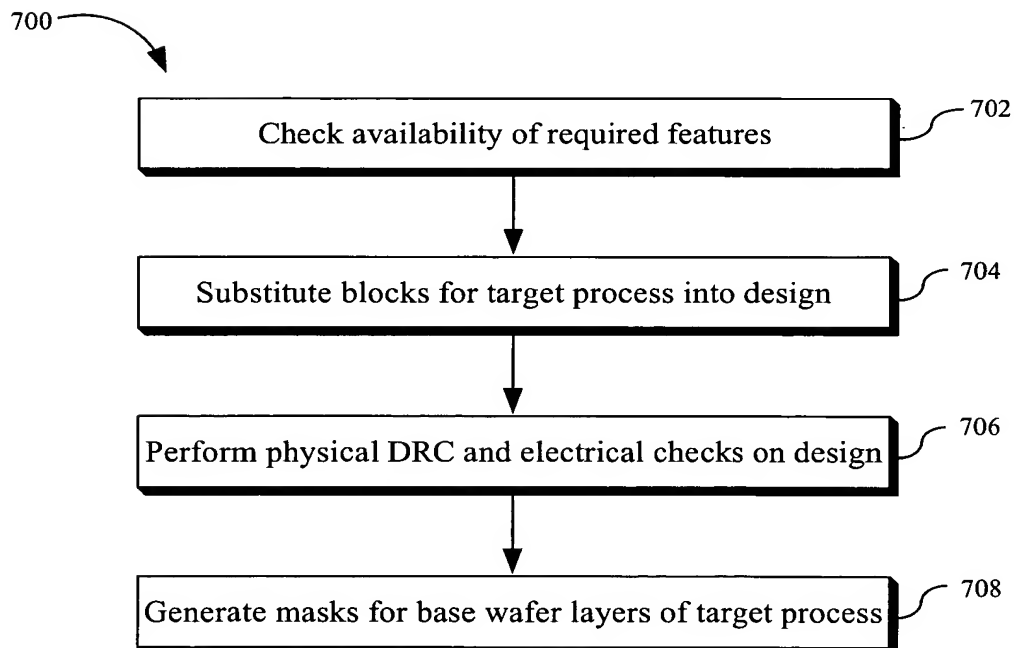 700
702
Check availability of required features
704
Substitute blocks for target process into design
706
Perform physical DRC and electrical checks on design
708
Generate masks for base wafer layers of target process